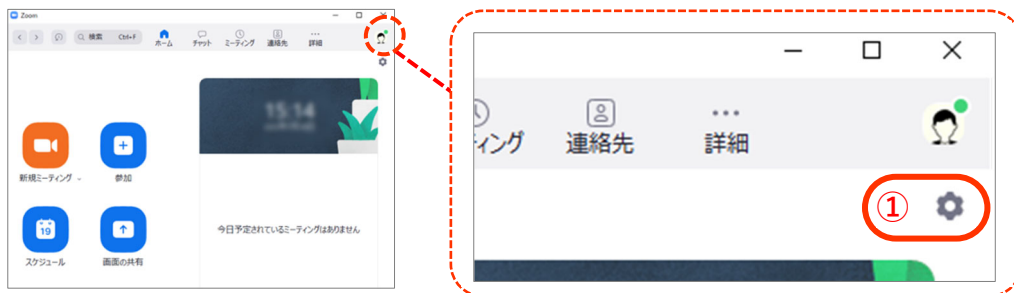 Zoom
検索 Ctrl+F
ホーム
チャット
ミーティング
連絡先
詳細
15:14
新規ミーティング
参加
19
スケジュール
画面の共有
今日予定されているミーティングはありません
ィング
連絡先
詳細
①